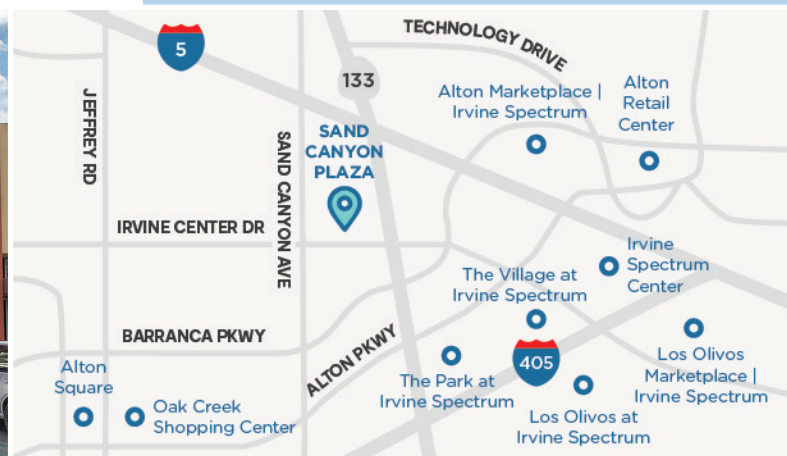 TECHNOLOGY DRIVE
5
133
Alton Marketplace |
Irvine Spectrum
Alton
Retail
Center
JEFFREY RD
SAND CANYON AVE
SAND
CANYON
PLAZA
IRVINE CENTER DR
Irvine
Spectrum
Center
The Village at
Irvine Spectrum
BARRANCA PKWY
ALTON PKWY
405
Los Olivos
Marketplace |
Irvine Spectrum
Alton
Square
The Park at
Irvine Spectrum
Oak Creek
Shopping Center
Los Olivos at
Irvine Spectrum